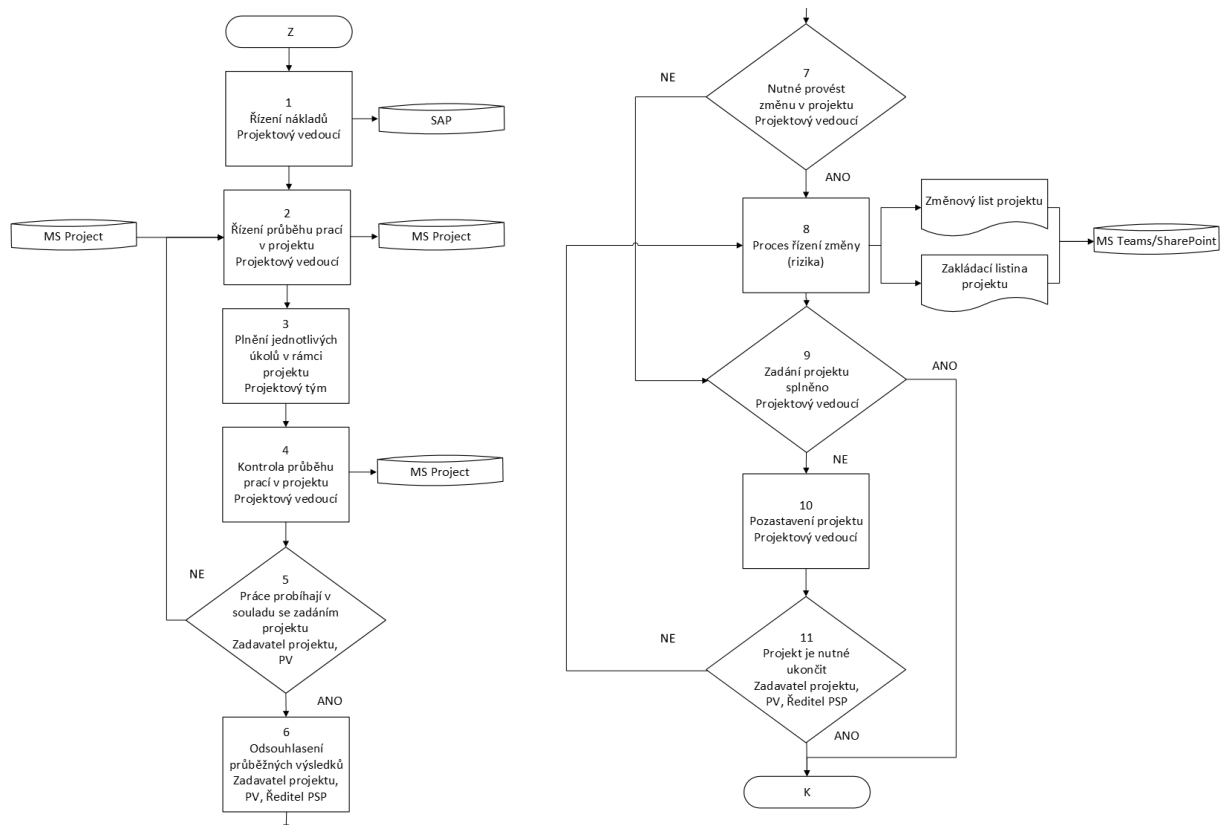 Z
1
Řízení nákladů
Projektový vedoucí
SAP
MS Project
2
Řízení průběhu prací
v projektu
Projektový vedoucí
MS Project
3
Plnění jednotlivých
úkolů v rámci
projektu
Projektový tým
4
Kontrola průběhu
prací v projektu
Projektový vedoucí
MS Project
NE
5
Práce probíhají v
souladu se zadáním
projektu
Zadavatel projektu,
PV
ANO
6
Odsouhlasení
průběžných výsledků
Zadavatel projektu,
PV, Ředitel PSP
NE
7
Nutné provést
změnu v projektu
Projektový vedoucí
ANO
8
Proces řízení změny
(rizika)
Změnový list projektu
Zakládací listina
projektu
MS Teams/SharePoint
9
Zadání projektu
splněno
Projektový vedoucí
ANO
NE
10
Pozastavení projektu
Projektový vedoucí
NE
11
Projekt je nutné
ukončit
Zadavatel projektu,
PV, Ředitel PSP
ANO
K